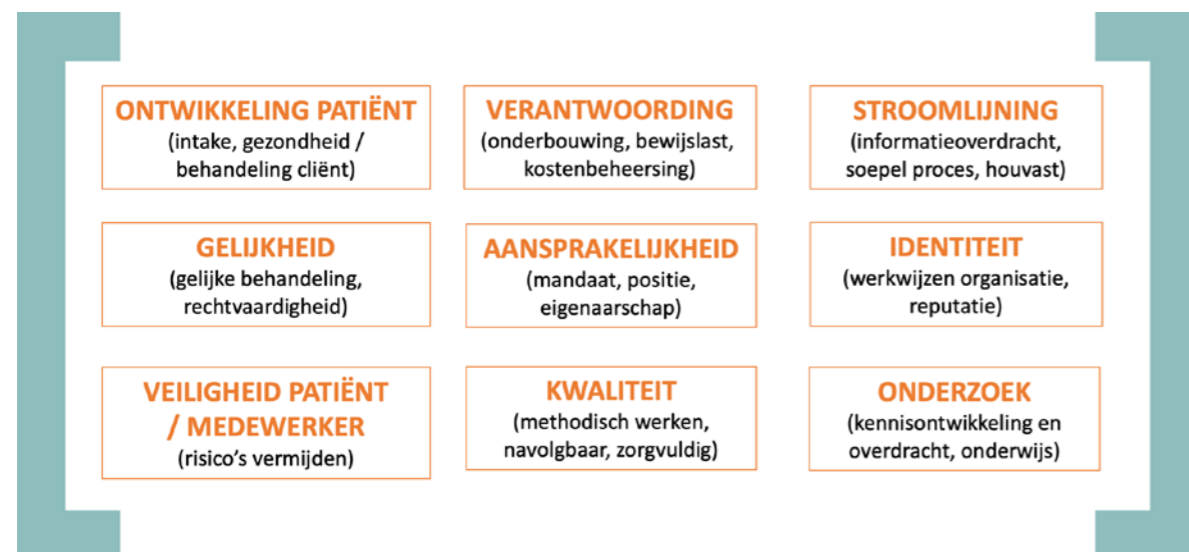 ONTWIKKELING PATIËNT
(intake, gezondheid /
behandeling cliënt)
VERANTWOORDING
(onderbouwing, bewijslast,
kostenbeheersing)
STROOMLIJNING
(informatieoverdracht,
soepel proces, houvast)
GELIJKHEID
(gelijke behandeling,
rechtvaardigheid)
AANSPRAKELIJKHEID
(mandaat, positie,
eigenaarschap)
IDENTITEIT
(werkwijzen organisatie,
reputatie)
VEILIGHEID PATIËNT
/ MEDEWERKER
(risico's vermijden)
KWALITEIT
(methodisch werken,
navolgbaar, zorgvuldig)
ONDERZOEK
(kennisontwikkeling en
overdracht, onderwijs)